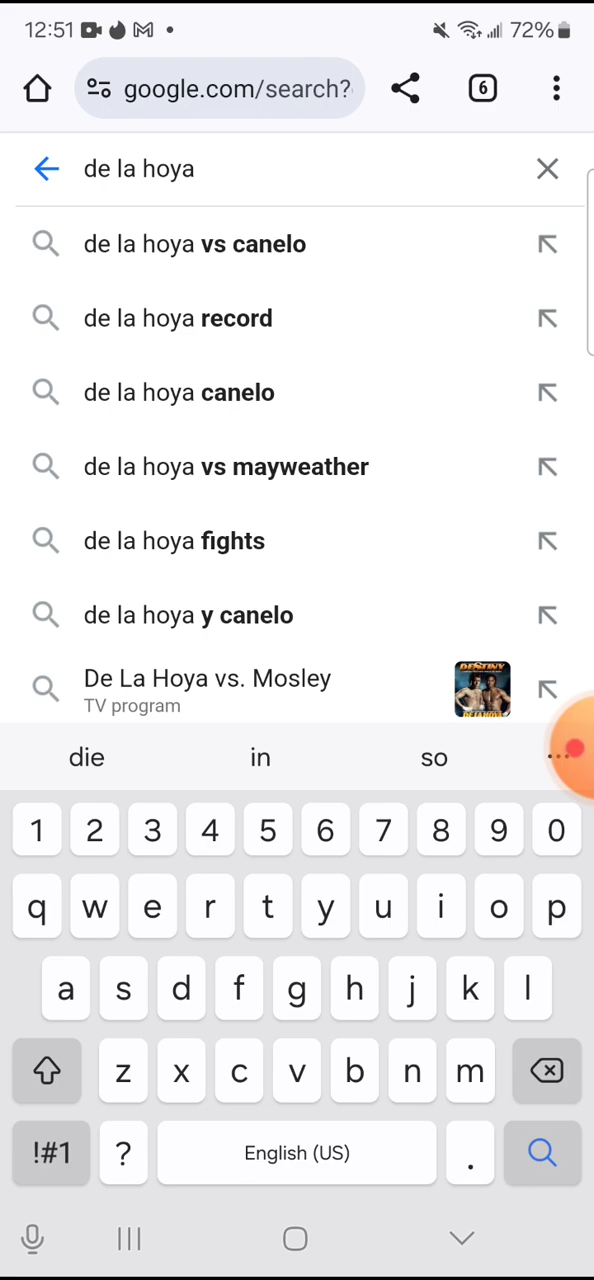 12:51 72%
google.com/search? 6
de la hoya
de la hoya vs canelo
de la hoya record
de la hoya canelo
de la hoya vs mayweather
de la hoya fights
de la hoya y canelo
De La Hoya vs. Mosley
TV program
DESTINY
die in so ...
1 2 3 4 5 6 7 8 9 0
q w e r t y u i o p
a s d f g h j k l
z x c v b n m
!#1 ? English (US) .